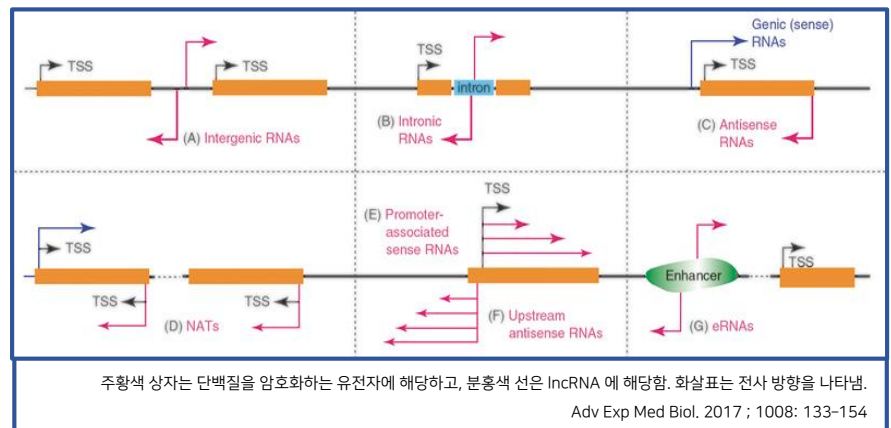 Genic (sense)
RNAs
TSS
TSS
TSS
TSS
intron
(A) Intergenic RNAs
(B) Intronic
RNAs
(C) Antisense
RNAs
TSS
(E) Promoter-
associated
sense RNAs
TSS
TSS
Enhancer
TSS
TSS
TSS
(D) NATs
(F) Upstream
antisense RNAs
(G) eRNAs
주황색 상자는 단백질을 암호화하는 유전자에 해당하고, 분홍색 선은 lncRNA 에 해당함. 화살표는 전사 방향을 나타냄.
Adv Exp Med Biol. 2017 ; 1008: 133-154